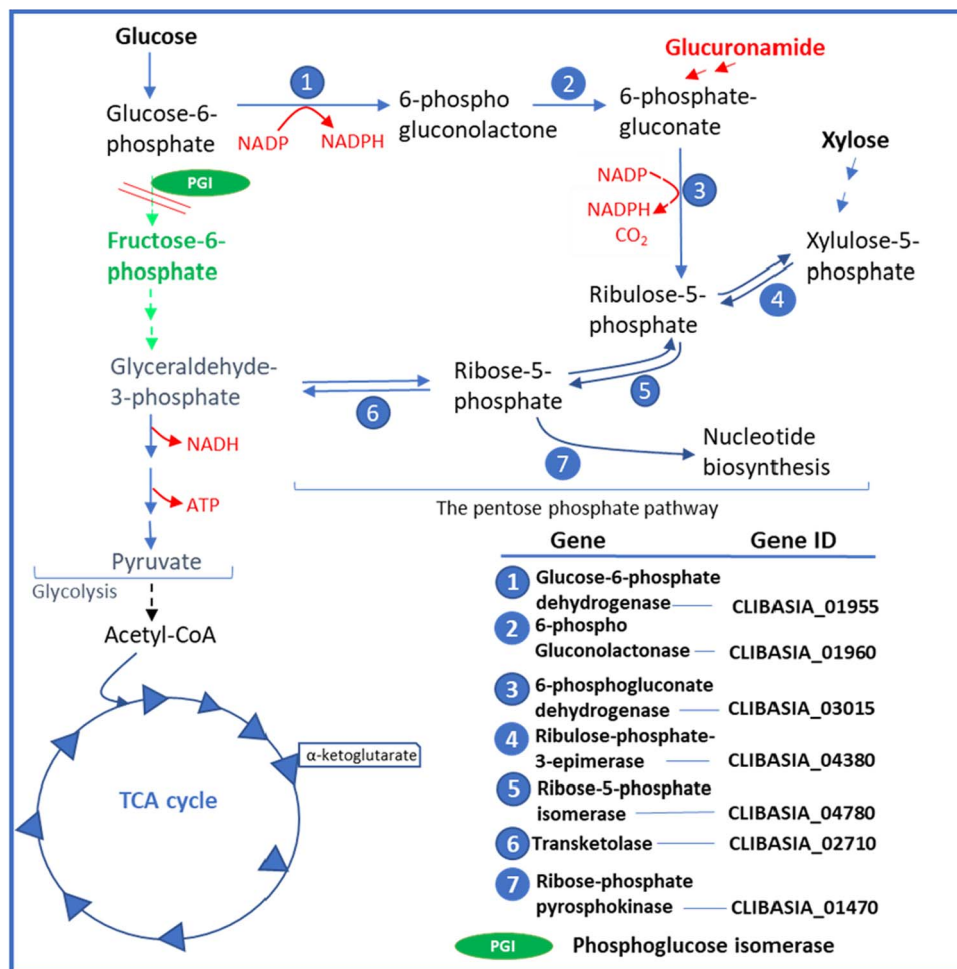 Glucose
Glucose-6-
phosphate
1
NADP
NADPH
6-phospho
gluconolactone
2
Glucuronamide
6-phosphate-
gluconate
Xylose
PGI
NADP
NADPH
CO2
3
Fructose-6-
phosphate
Xylulose-5-
phosphate
4
Ribulose-5-
phosphate
Glyceraldehyde-
3-phosphate
6
Ribose-5-
phosphate
5
NADH
7
Nucleotide
biosynthesis
ATP
The pentose phosphate pathway
Pyruvate
Glycolysis
Acetyl-CoA
α-ketoglutarate
TCA cycle
Gene Gene ID
1 Glucose-6-phosphate
dehydrogenase CLIBASIA_01955
2 6-phospho
Gluconolactonase CLIBASIA_01960
3 6-phosphogluconate
dehydrogenase CLIBASIA_03015
4 Ribulose-phosphate-
3-epimerase CLIBASIA_04380
5 Ribose-5-phosphate
isomerase CLIBASIA_04780
6 Transketolase CLIBASIA_02710
7 Ribose-phosphate
pyrosphokinase CLIBASIA_01470
PGI Phosphoglucose isomerase